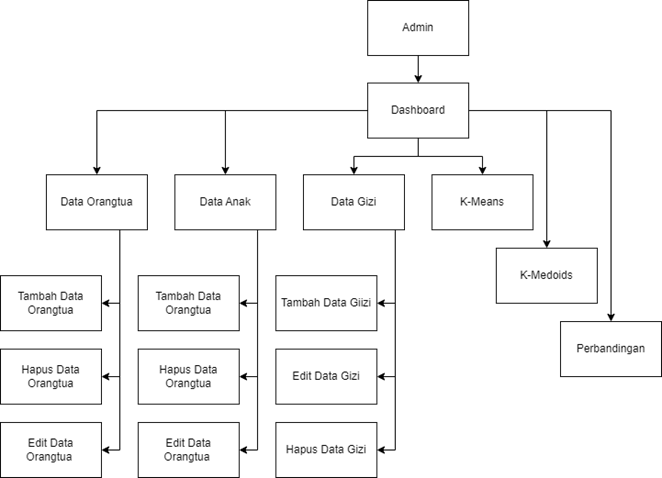 Admin
Dashboard
Data Orangtua
Data Anak
Data Gizi
K-Means
K-Medoids
Perbandingan
Tambah Data
Orangtua
Hapus Data
Orangtua
Edit Data
Orangtua
Tambah Data
Orangtua
Hapus Data
Orangtua
Edit Data
Orangtua
Tambah Data Giizi
Edit Data Gizi
Hapus Data Gizi